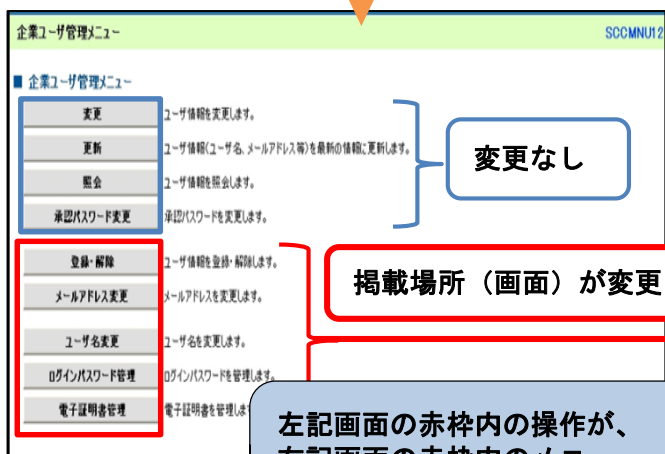 企業ユーザ管理メニュー SCCMNU12
■ 企業ユーザ管理メニュー
変更 ユーザ情報を変更します。
更新 ユーザ情報(ユーザ名、メールアドレス等)を最新の情報に更新します。
照会 ユーザ情報を照会します。
承認パスワード変更 承認パスワードを変更します。
変更なし
登録・解除 ユーザ情報を登録・解除します。
メールアドレス変更 メールアドレスを変更します。
掲載場所（画面）が変更
ユーザ名変更 ユーザ名を変更します。
ログインパスワード管理 ログインパスワードを管理します。
電子証明書管理 電子証明書を管理しま
左記画面の赤枠内の操作が、